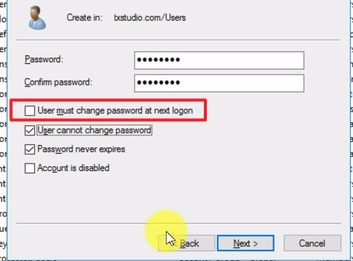 Create in: txstudio.com/Users
Password: ••••••••
Confirm password: ••••••••
User must change password at next logon
User cannot change password
Password never expires
Account is disabled
Back Next > Cancel